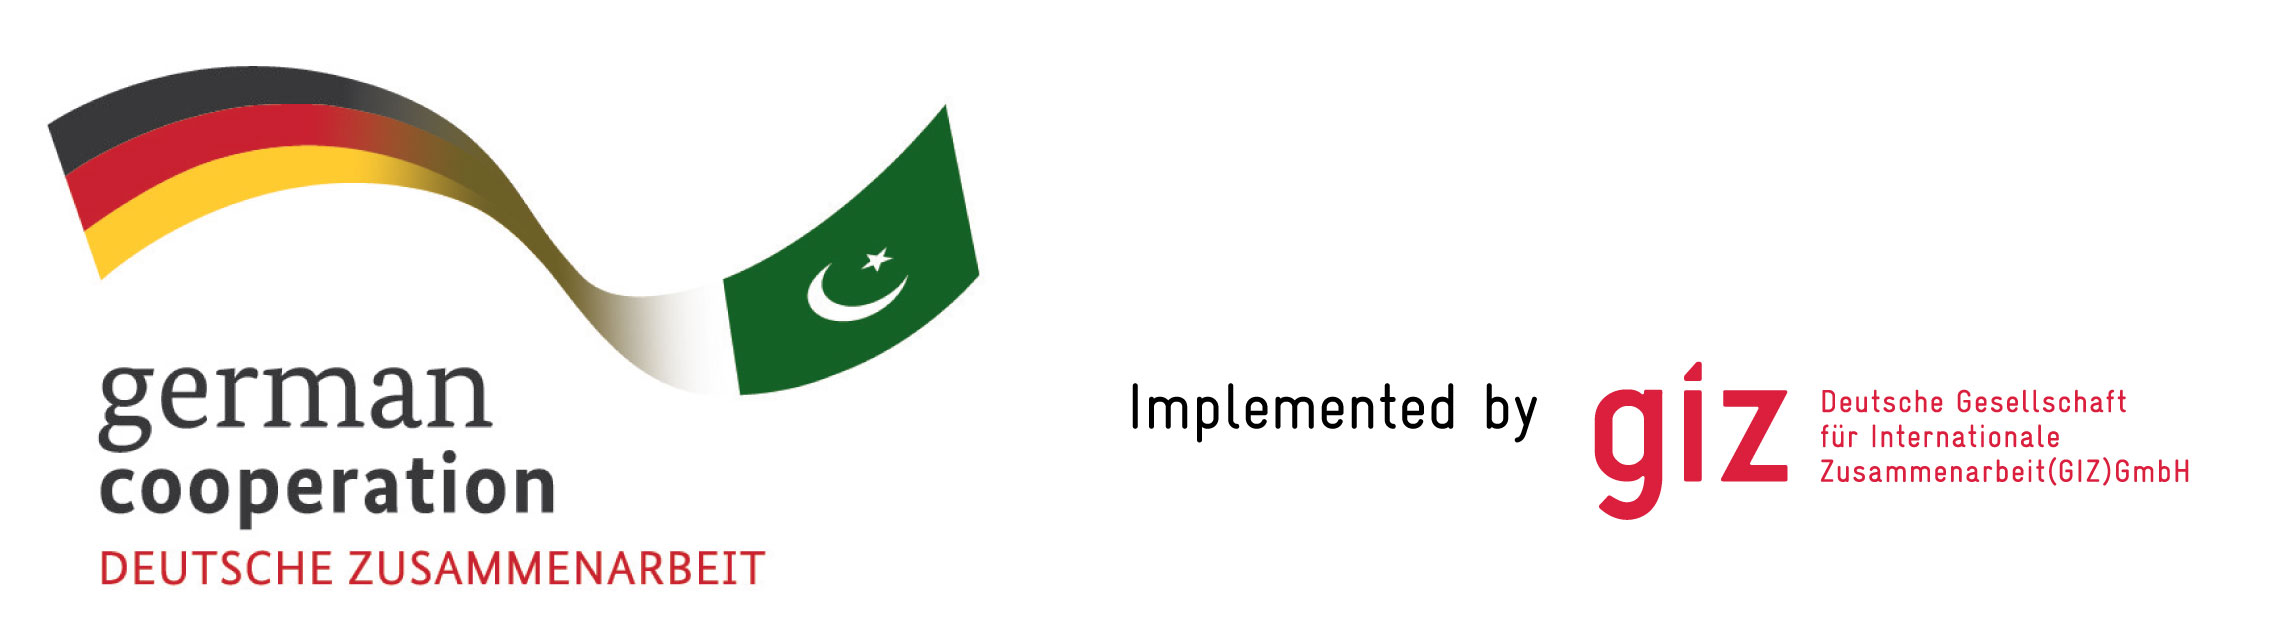 german
cooperation
DEUTSCHE ZUSAMMENARBEIT
Implemented by
giz
Deutsche Gesellschaft
für Internationale
Zusammenarbeit(GIZ)GmbH